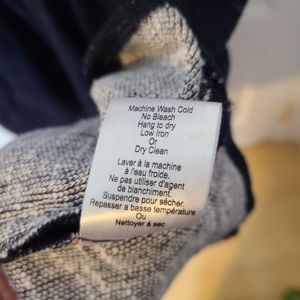 Machine Wash Cold
No Bleach
Hang to dry
Low Iron
Or
Dry Clean
Laver à la machine
à l'eau froide.
Ne pas utiliser d'agent
de blanchiment.
Suspendre pour sécher.
Repasser a basse température
Ou
Nettoyer à sec